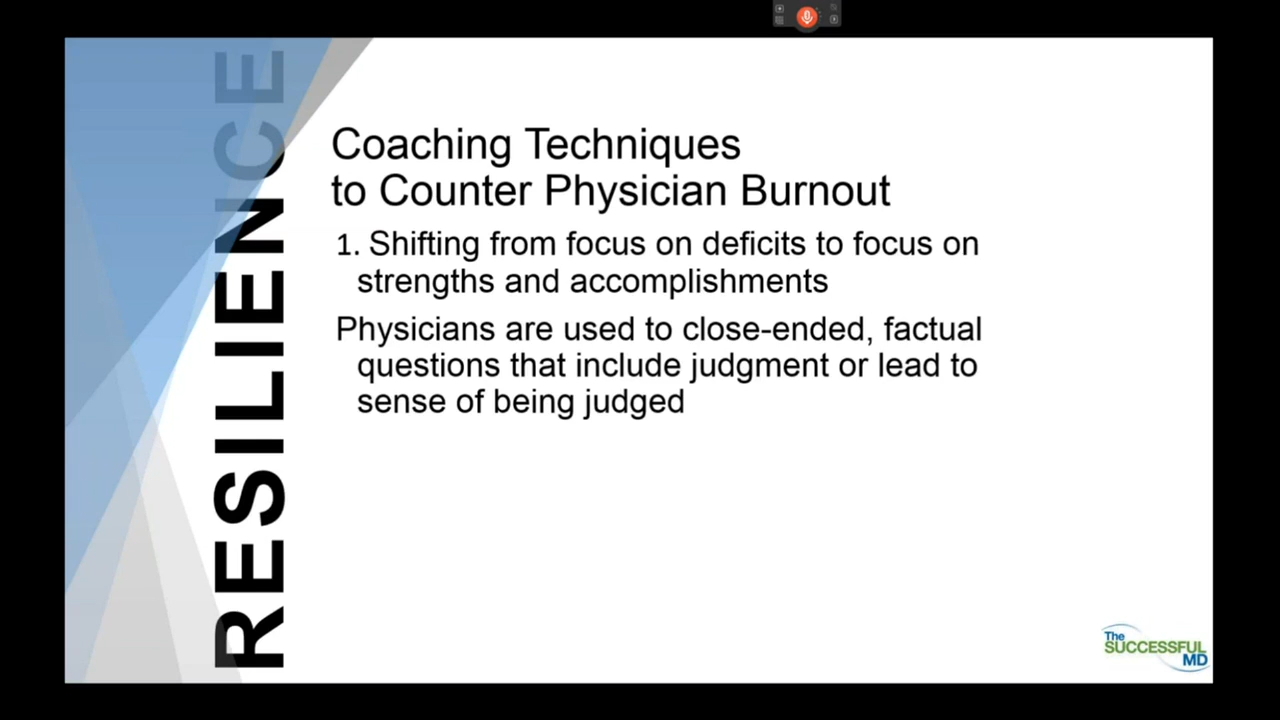 RESILIENCE
Coaching Techniques
to Counter Physician Burnout
1. Shifting from focus on deficits to focus on
strengths and accomplishments
Physicians are used to close-ended, factual
questions that include judgment or lead to
sense of being judged
The
SUCCESSFUL
MD